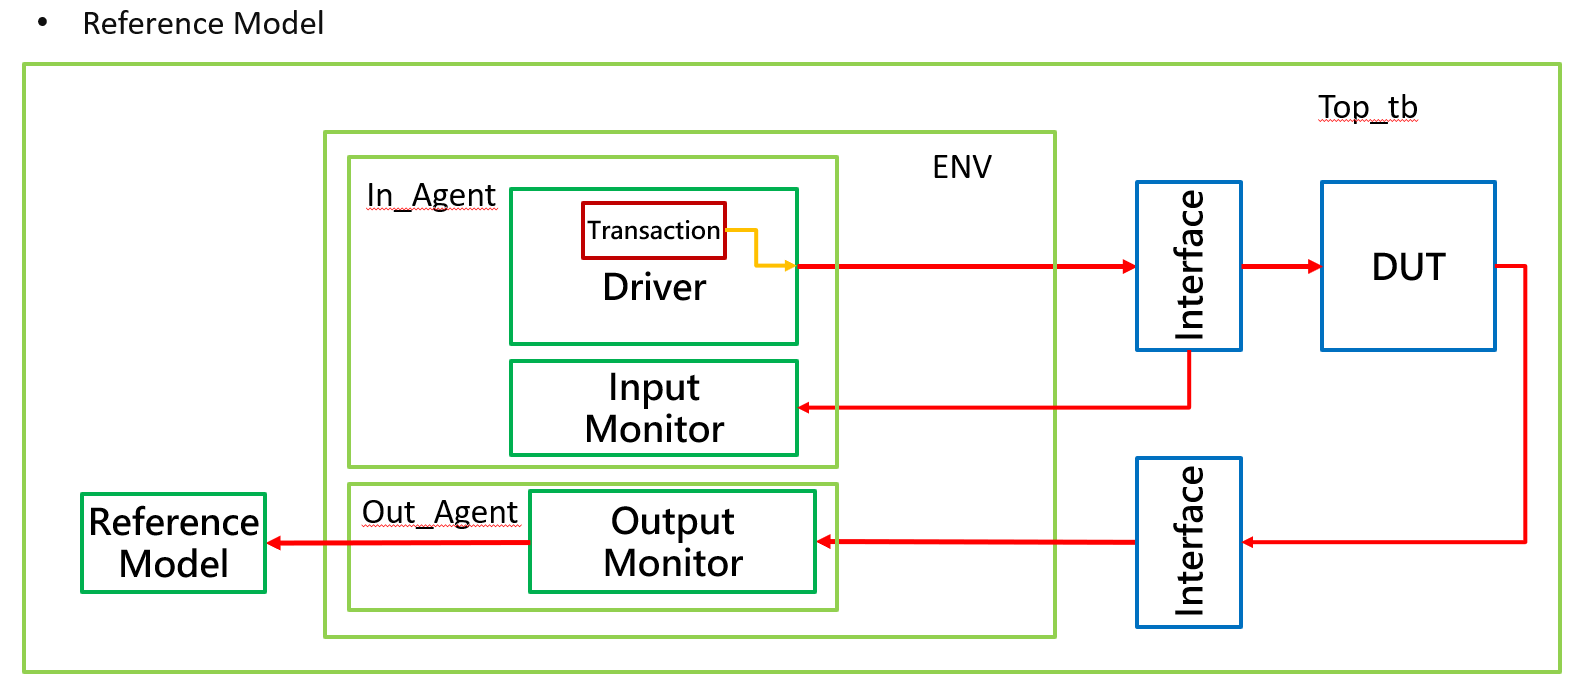 • Reference Model
Top_tb
ENV
In_Agent
Transaction
Driver
Interface
DUT
Input
Monitor
Out_Agent
Output
Monitor
Reference
Model
Interface